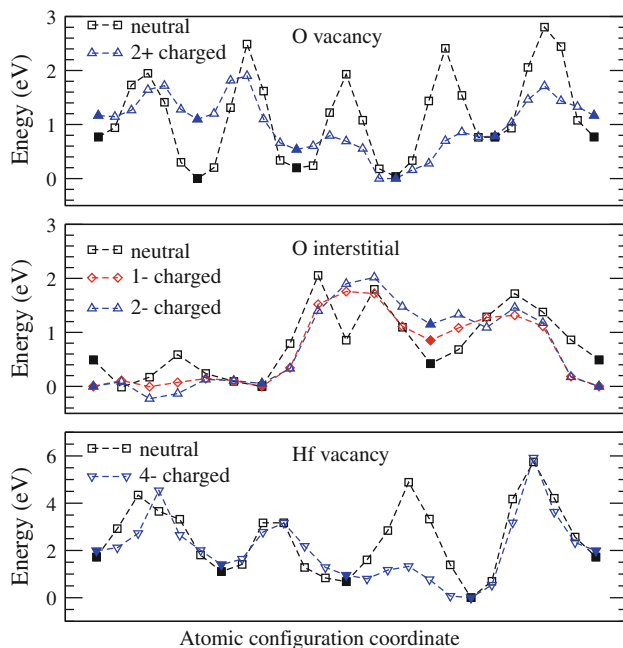 3
neutral
O vacancy
2+ charged
2
1
0
Energy (eV)
3
neutral
O interstitial
1- charged
2
2- charged
1
0
Energy (eV)
neutral
Hf vacancy
6
4- charged
4
2
0
Energy (eV)
Atomic configuration coordinate